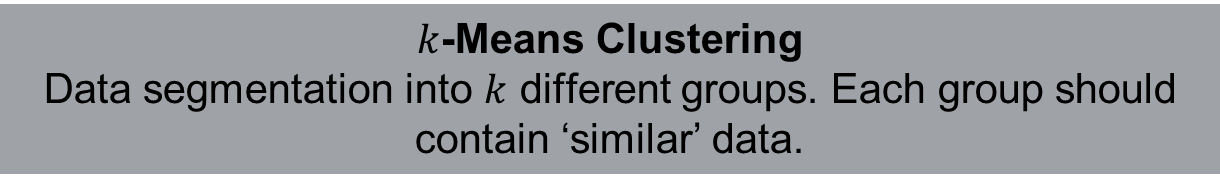 k-Means Clustering
Data segmentation into k different groups. Each group should
contain ‘similar’ data.